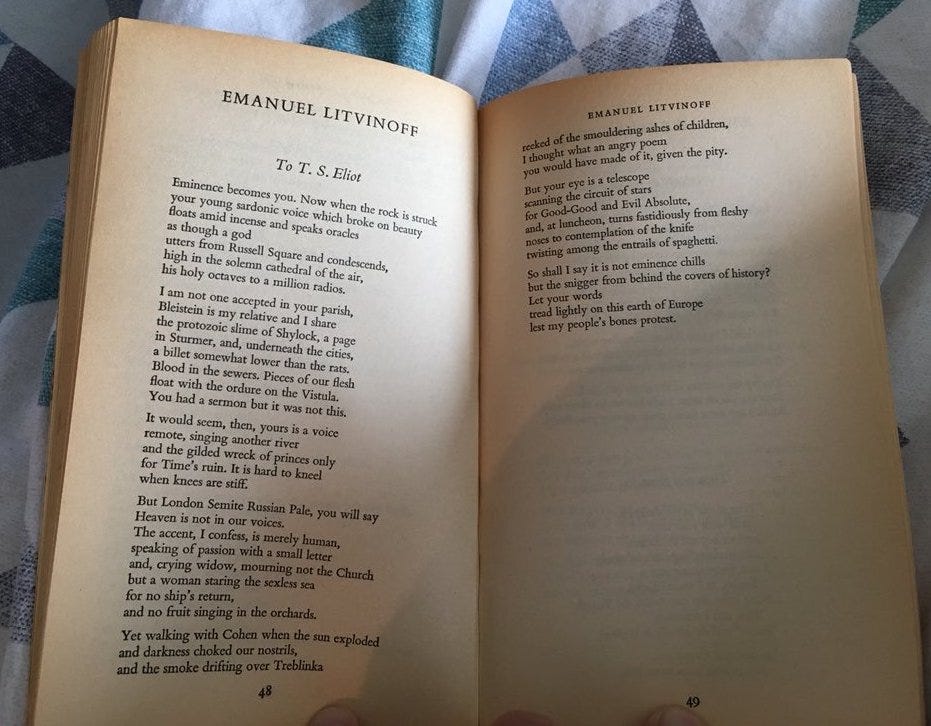 EMANUEL LITVINOFF
To T. S. Eliot
Eminence becomes you. Now when the rock is struck
your young sardonic voice which broke on beauty
floats amid incense and speaks oracles
as though a god
utters from Russell Square and condescends,
high in the solemn cathedral of the air,
his holy octaves to a million radios.
I am not one accepted in your parish,
Bleistein is my relative and I share
the protozoic slime of Shylock, a page
in Sturmer, and, underneath the cities,
a billet somewhat lower than the rats.
Blood in the sewers. Pieces of our flesh
float with the ordure on the Vistula.
You had a sermon but it was not this.
It would seem, then, yours is a voice
remote, singing another river
and the gilded wreck of princes only
for Time's ruin. It is hard to kneel
when knees are stiff.
But London Semite Russian Pale, you will say
Heaven is not in our voices.
The accent, I confess, is merely human,
speaking of passion with a small letter
and, crying widow, mourning not the Church
but a woman staring the sexless sea
for no ship's return,
and no fruit singing in the orchards.
Yet walking with Cohen when the sun exploded
and darkness choked our nostrils,
and the smoke drifting over Treblinka
48
EMANUEL LITVINOFF
reeked of the smouldering ashes of children,
I thought what an angry poem
you would have made of it, given the pity.
But your eye is a telescope
scanning the circuit of stars
for Good-Good and Evil Absolute,
and, at luncheon, turns fastidiously from fleshy
noses to contemplation of the knife
twisting among the entrails of spaghetti.
So shall I say it is not eminence chills
but the snigger from behind the covers of history?
Let your words
tread lightly on this earth of Europe
lest my people's bones protest.
49